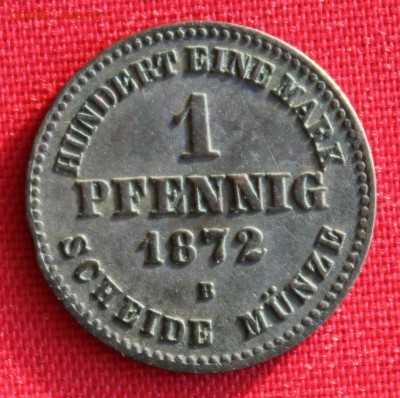 HUNDERT EINE MARK
1
PFENNIG
1872
B
SCHEIDE MÜNZE